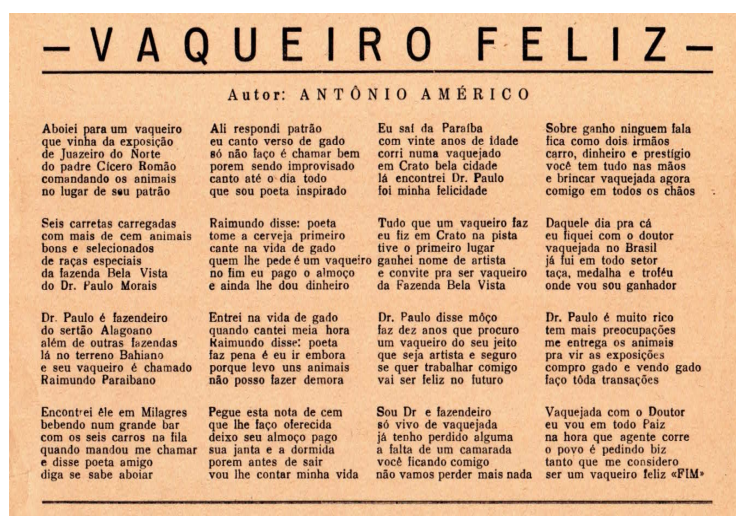 — VAQUEIRO FELIZ —
Autor: ANTÔNIO AMÉRICO
Aboiei para um vaqueiro
que vinha da exposição
de Juazeiro do Norte
do padre Cícero Romão
comandando os animais
no lugar de seu patrão
Seis carretas carregadas
com mais de cem animais
bons e selecionados
de raças especiais
da fazenda Bela Vista
do Dr. Paulo Morais
Dr. Paulo é fazendeiro
do sertão Alagoano
além de outras fazendas
lá no terreno Bahiano
e seu vaqueiro é chamado
Raimundo Paraibano
Encontrei êle em Milagres
bebendo num grande bar
com os seis carros na fila
quando mandou me chamar
e disse poeta amigo
diga se sabe aboiar
Ali respondi patrão
eu canto verso de gado
só não faço é chamar bem
porem sendo improvisado
canto até o dia todo
que sou poeta inspirado
Raimundo disse: poeta
tome a cerveja primeiro
cante na vida de gado
quem lhe pede é um vaqueiro
no fim eu pago o almoço
e ainda lhe dou dinheiro
Entrei na vida de gado
quando cantei meia hora
Raimundo disse: poeta
faz pena é eu ir embora
porque levo uns animais
não posso fazer demora
Pegue esta nota de cem
que lhe faço oferecida
deixo seu almoço pago
sua janta e a dormida
porem antes de sair
vou lhe contar minha vida
Eu saí da Paraíba
com vinte anos de idade
corri numa vaquejado
em Crato bela cidade
lá encontrei Dr. Paulo
foi minha felicidade
Tudo que um vaqueiro faz
eu fiz em Crato na pista
tive o primeiro lugar
ganhei nome de artista
e convite pra ser vaqueiro
da Fazenda Bela Vista
Dr. Paulo disse môço
faz dez anos que procuro
um vaqueiro do seu jeito
que seja artista e seguro
se quer trabalhar comigo
vai ser feliz no futuro
Sou Dr e fazendeiro
só vivo de vaquejada
já tenho perdido alguma
a falta de um camarada
você ficando comigo
não vamos perder mais nada
Sobre ganho ninguem fala
fica como dois irmãos
carro, dinheiro e prestígio
você tem tudo nas mãos
e brincar vaquejada agora
comigo em todos os chãos
Daquele dia pra cá
eu fiquei com o doutor
vaquejada no Brasil
já fui em todo setor
taça, medalha e troféu
onde vou sou ganhador
Dr. Paulo é muito rico
tem mais preocupações
me entrega os animais
pra vir as exposições
compro gado e vendo gado
faço tôda transações
Vaquejada com o Doutor
eu vou em todo Paiz
na hora que agente corre
o povo é pedindo biz
tanto que me considero
ser um vaqueiro feliz «FIM»